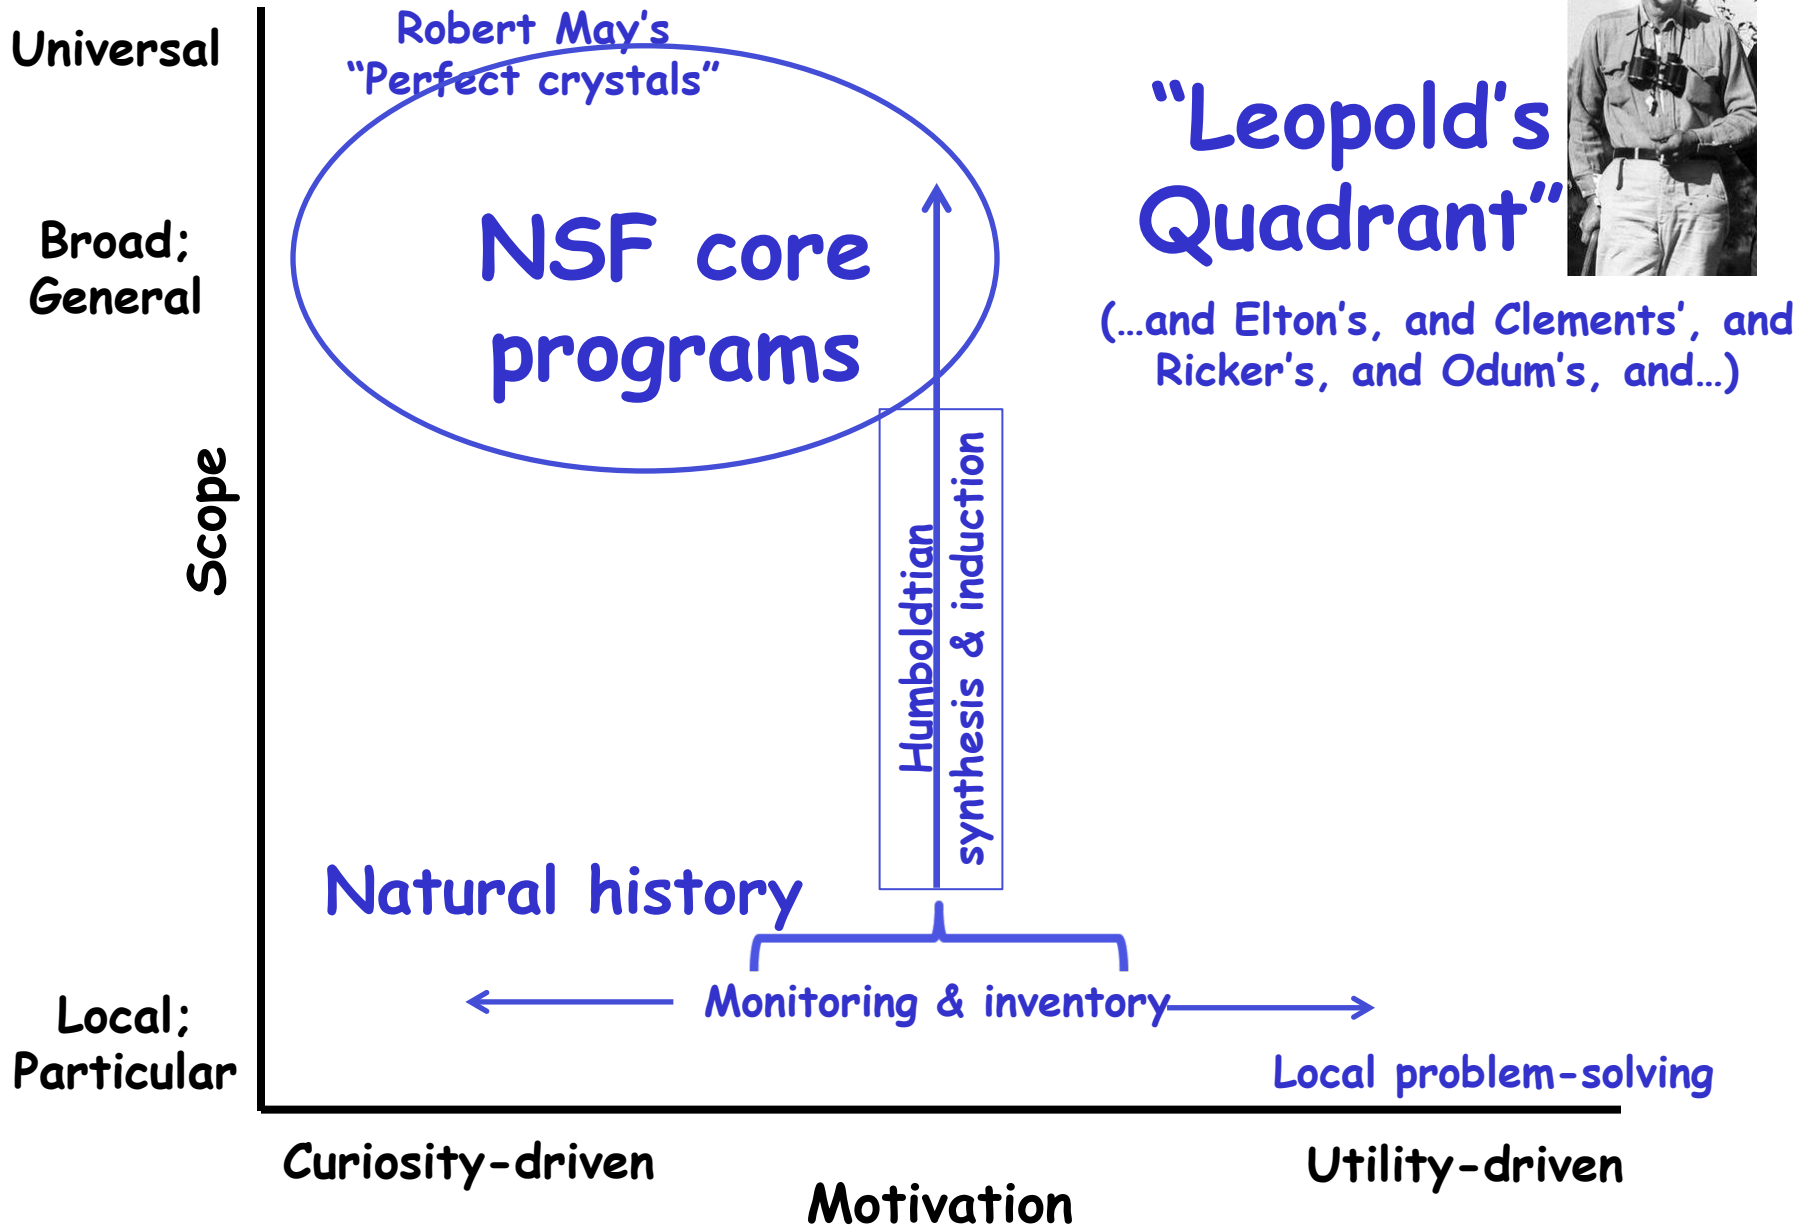 Universal
Robert May’s
“Perfect crystals”
“Leopold’s
Quadrant”
Broad;
General
NSF core
programs
(...and Elton’s, and Clements’, and
Ricker’s, and Odum’s, and...)
Scope
Humboldtian
synthesis & induction
Natural history
Monitoring & inventory
Local;
Particular
Local problem-solving
Curiosity-driven
Utility-driven
Motivation